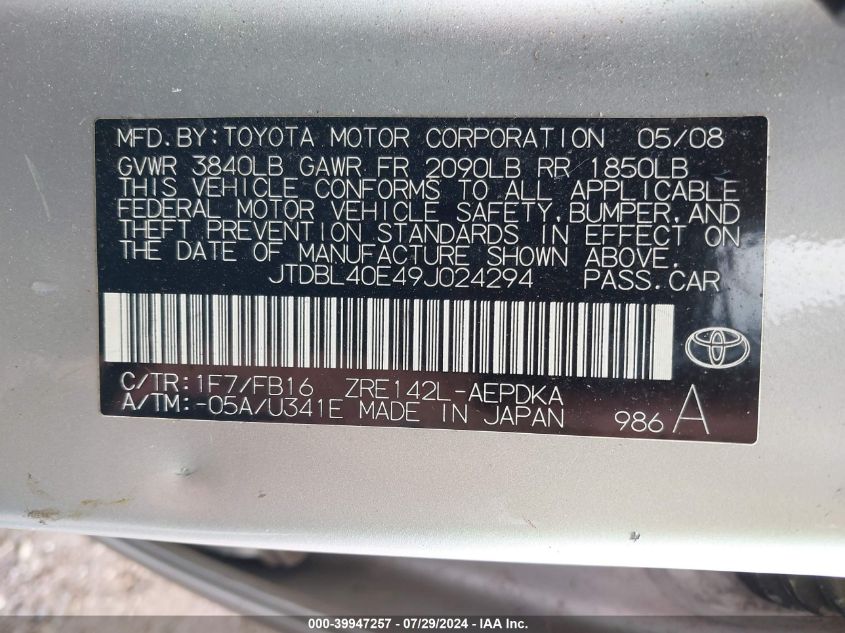 MFD.BY:TOYOTA MOTOR CORPORATION 05/08
GVWR 3840LB GAWR FR 2090LB RR 1850LB
THIS VEHICLE CONFORMS TO ALL APPLICABLE
FEDERAL MOTOR VEHICLE SAFETY,BUMPER,AND
THEFT PREVENTION STANDARDS IN EFFECT ON
THE DATE OF MANUFACTURE SHOWN ABOVE.
JTDBL40E49J024294 PASS.CAR
C/TR:1F7/FB16 ZRE142L-AEPDKA
A/TM:-05A/U341E MADE IN JAPAN 986 A
000-39947257 - 07/29/2024 - IAA Inc.